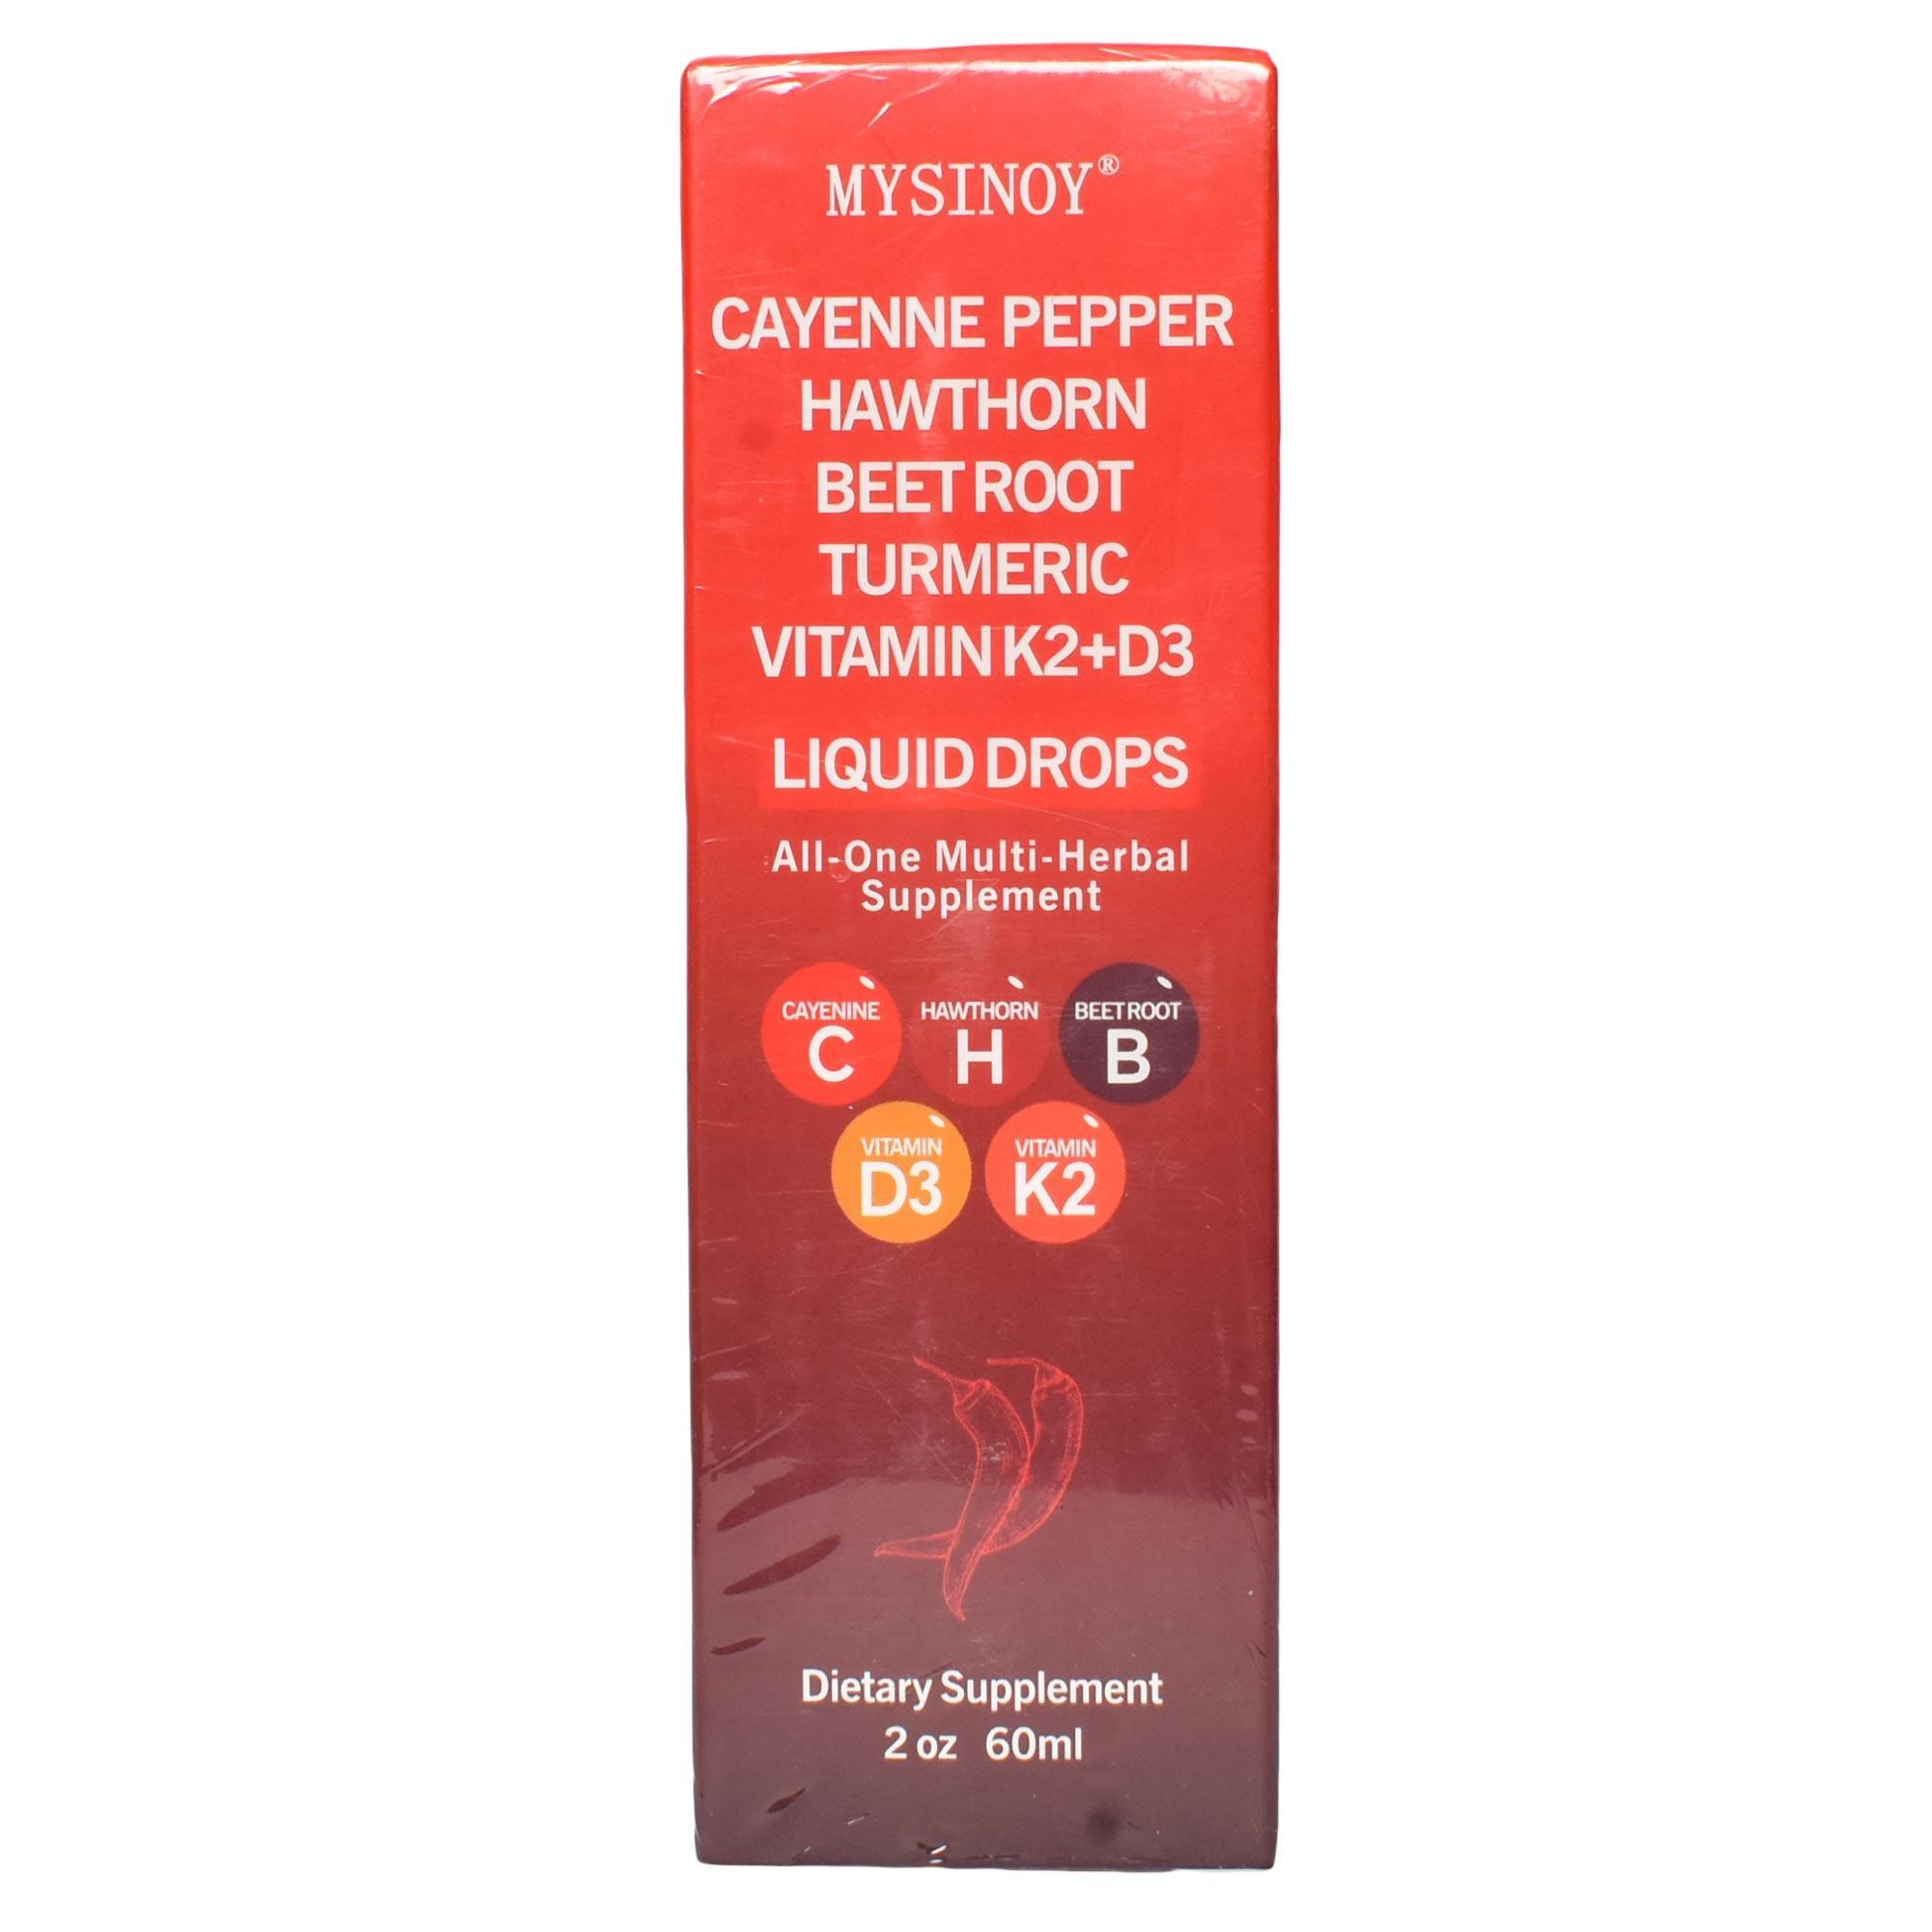 MYSINOY®
CAYENNE PEPPER
HAWTHORN
BEET ROOT
TURMERIC
VITAMIN K2+D3
LIQUID DROPS
All-One Multi-Herbal
Supplement
CAYENINE HAWTHORN BEET ROOT
C H B
VITAMIN VITAMIN
D3 K2
Dietary Supplement
2 oz 60ml